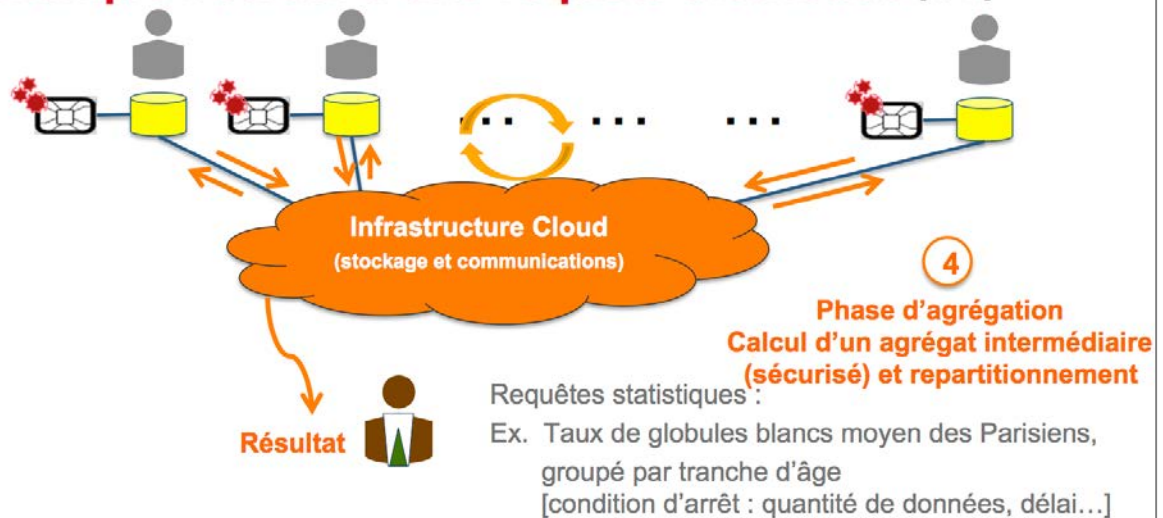 Infrastructure Cloud
(stockage et communications)
4
Phase d'agrégation
Calcul d'un agrégat intermédiaire
(sécurisé) et repartitionnement
Résultat
Requêtes statistiques :
Ex. Taux de globules blancs moyen des Parisiens,
groupé par tranche d'âge
[condition d'arrêt : quantité de données, délai…]